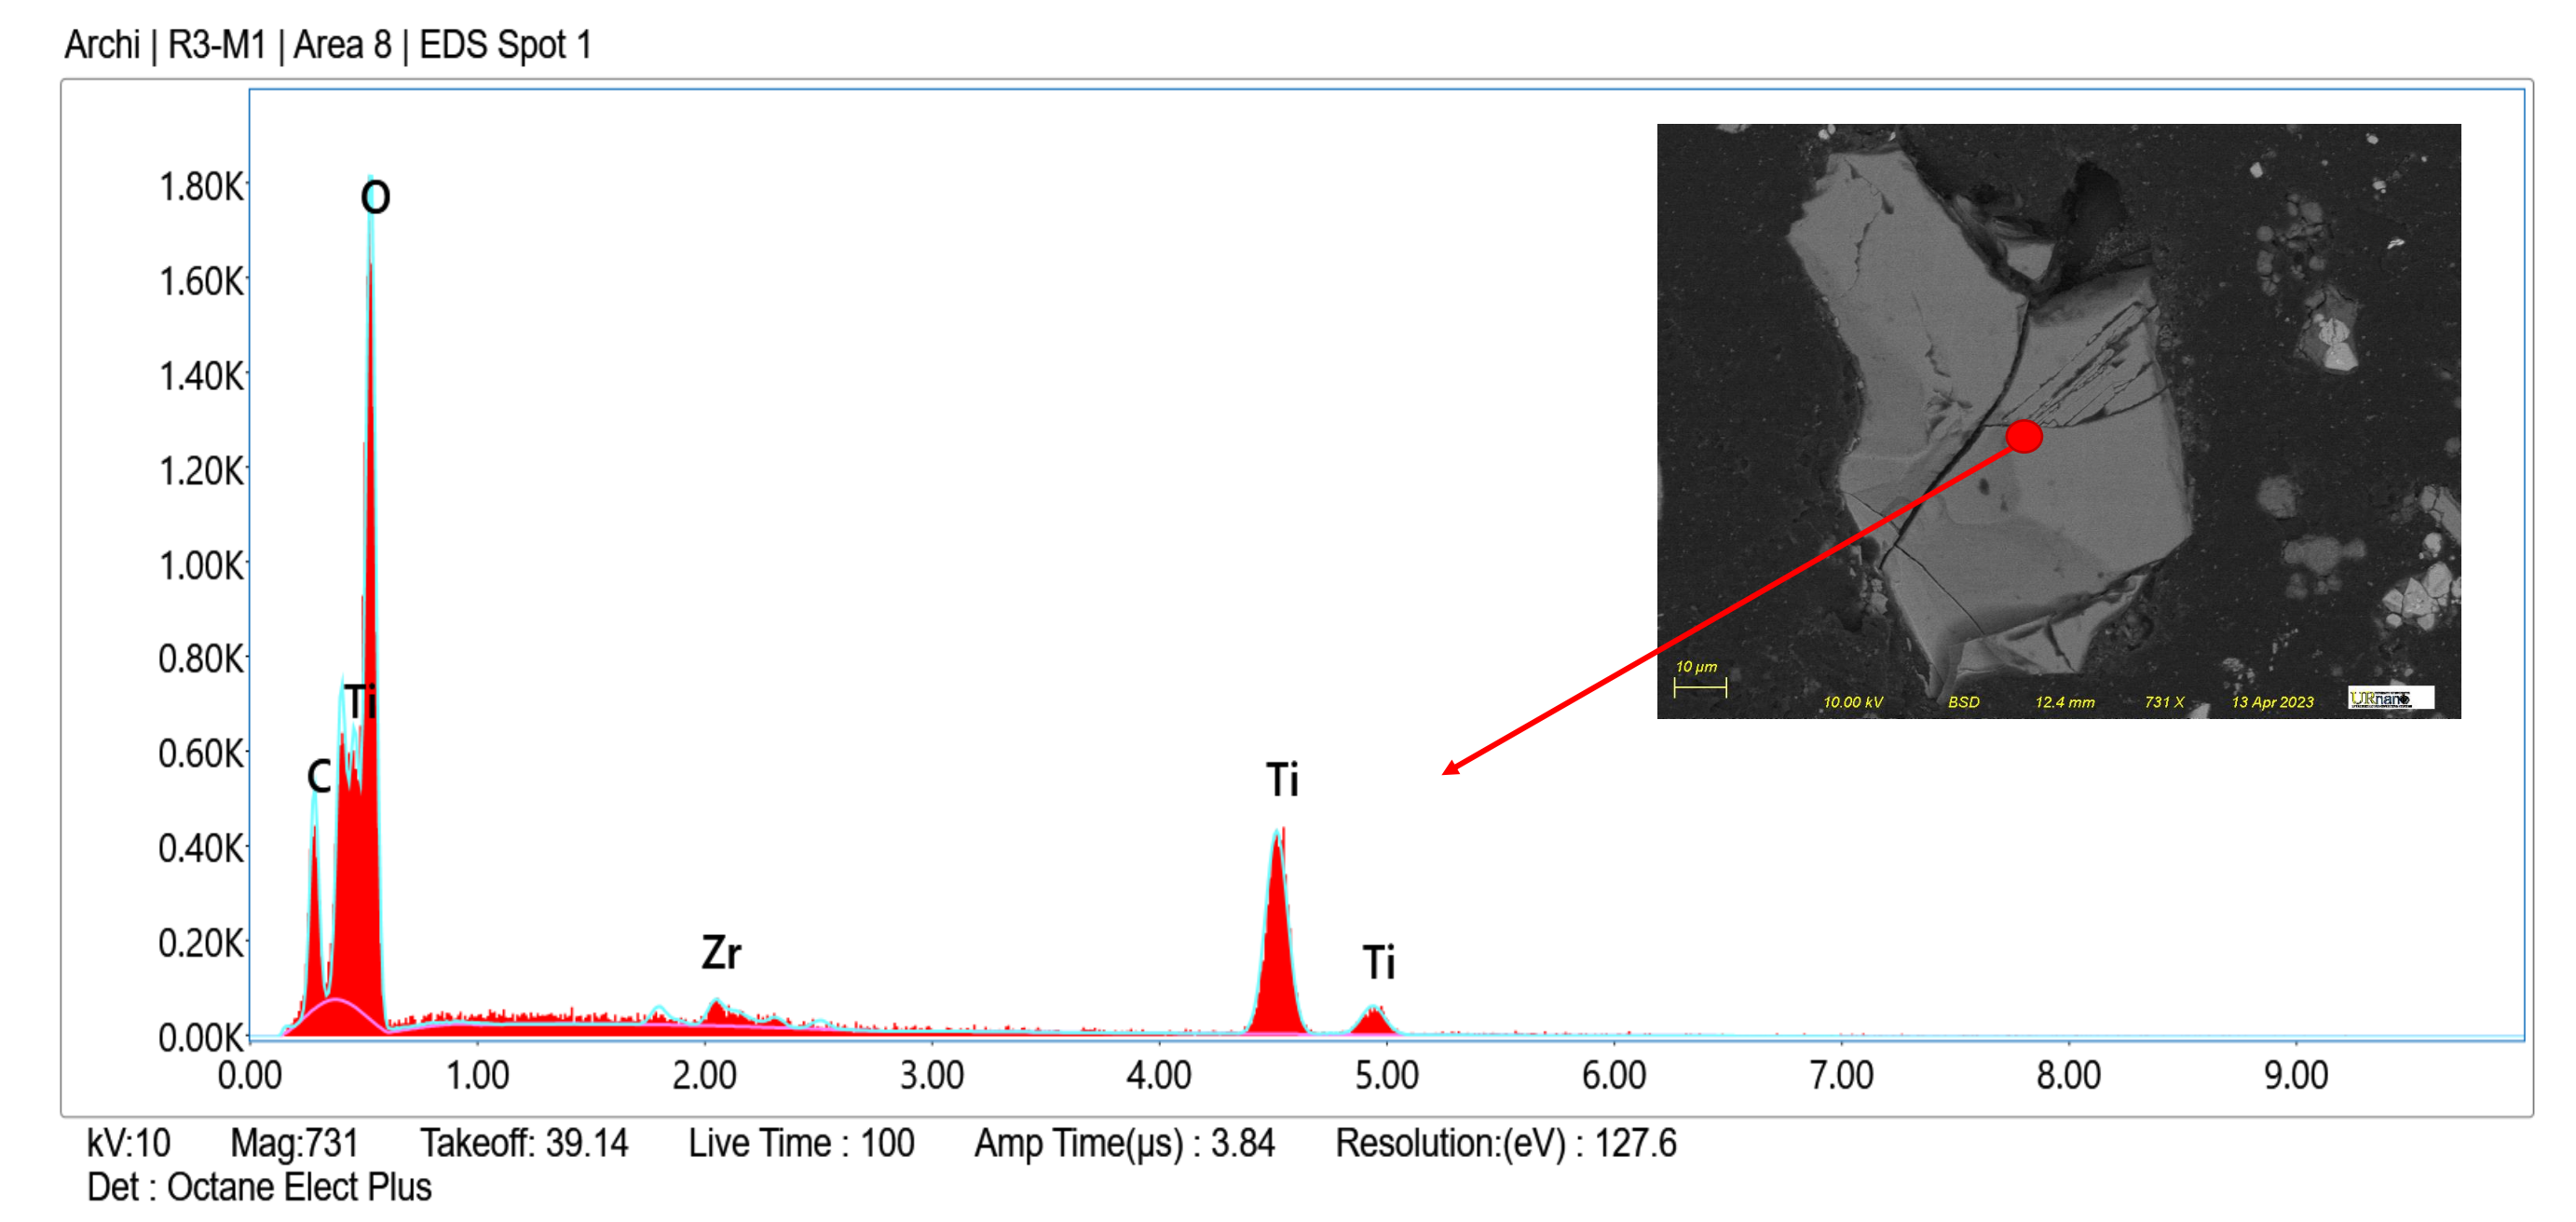 Archi | R3-M1 | Area 8 | EDS Spot 1
1.80K
1.60K
1.40K
1.20K
1.00K
0.80K
0.60K
0.40K
0.20K
0.00K
O
Ti
C
Zr
Ti
Ti
10 µm
10.00 kV BSD 12.4 mm 731 X 13 Apr 2023 URnano
0.00 1.00 2.00 3.00 4.00 5.00 6.00 7.00 8.00 9.00
kV:10 Mag:731 Takeoff: 39.14 Live Time : 100 Amp Time(µs) : 3.84 Resolution:(eV) : 127.6
Det : Octane Elect Plus